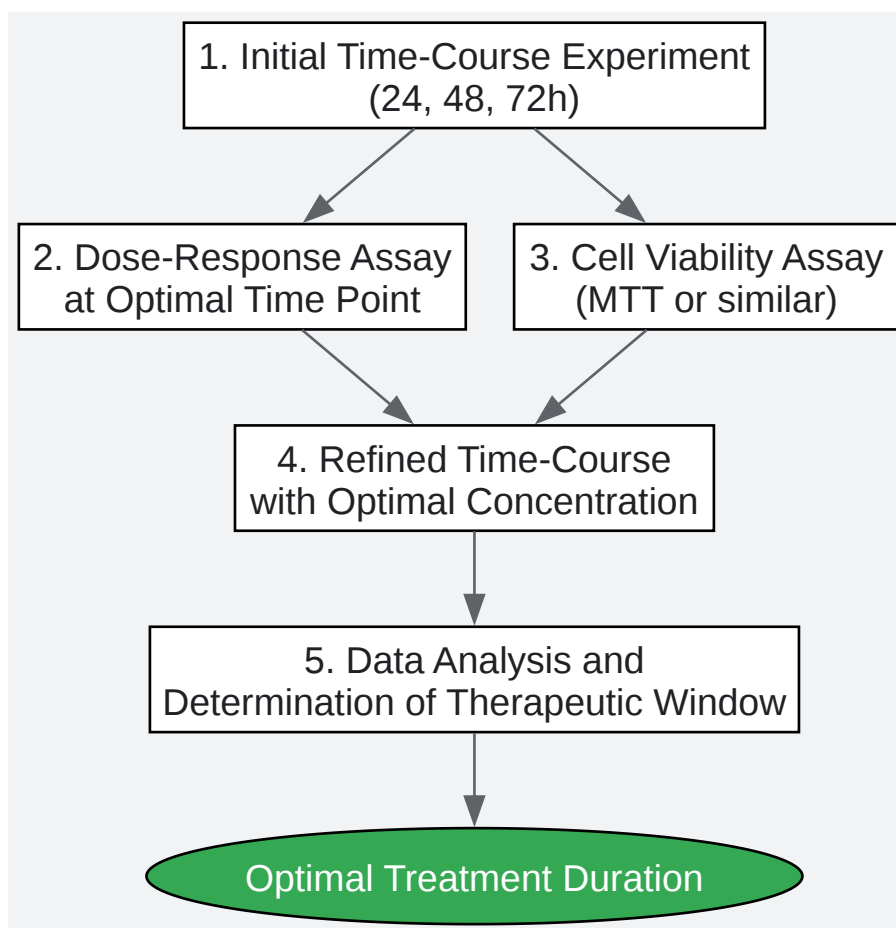 1. Initial Time-Course Experiment
(24, 48, 72h)
2. Dose-Response Assay
at Optimal Time Point
3. Cell Viability Assay
(MTT or similar)
4. Refined Time-Course
with Optimal Concentration
5. Data Analysis and
Determination of Therapeutic Window
Optimal Treatment Duration